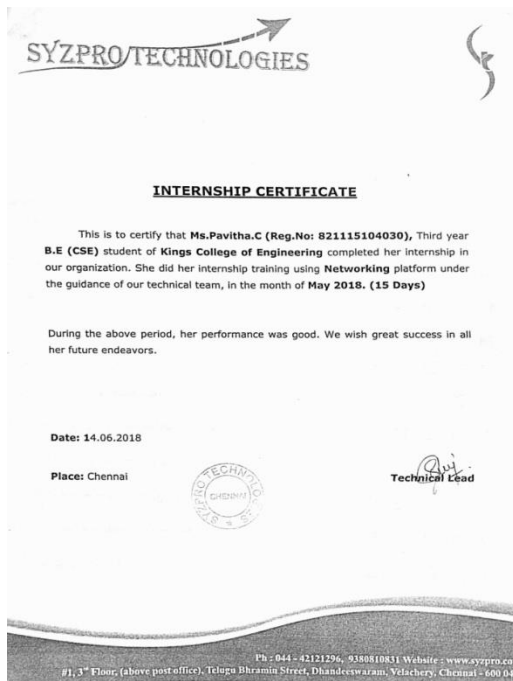 SYZPRO TECHNOLOGIES
INTERNSHIP CERTIFICATE
This is to certify that Ms.Pavitha.C (Reg.No: 821115104030), Third year
B.E (CSE) student of Kings College of Engineering completed her internship in
our organization. She did her internship training using Networking platform under
the guidance of our technical team, in the month of May 2018. (15 Days)
During the above period, her performance was good. We wish great success in all
her future endeavors.
Date: 14.06.2018
Place: Chennai
SYZPRO TECHNOLOGIES
CHENNAI
Technical Lead
Ph : 044 - 42121296, 9380810831 Website : www.syzpro.co
#1, 3rd Floor, (above post office), Telugu Bhramin Street, Dhandeeswaram, Velachery, Chennai - 600 04